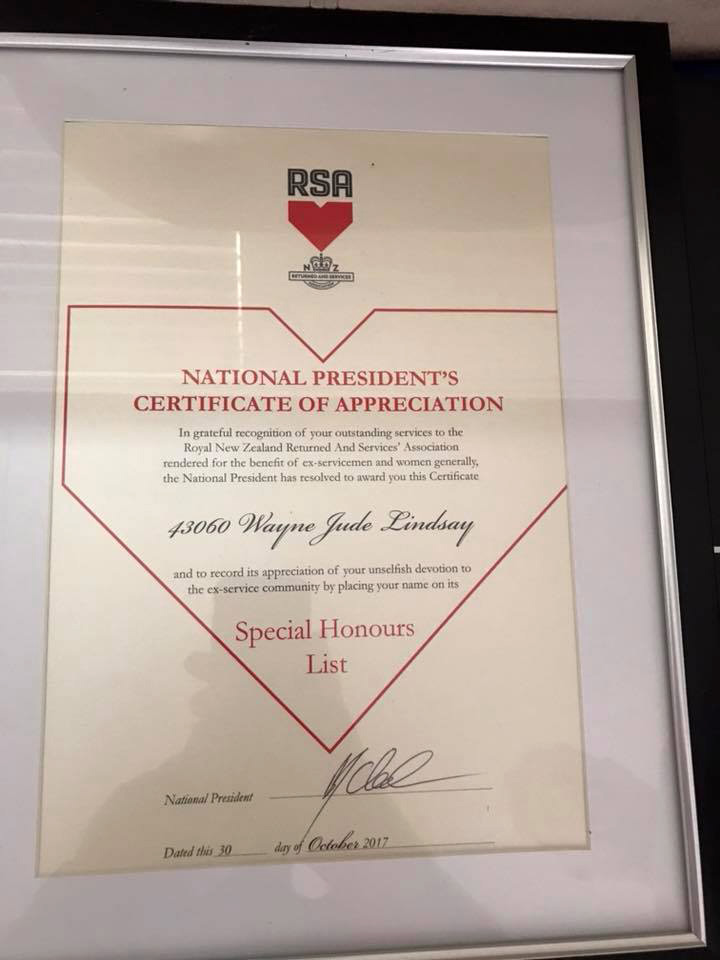 RSA
N Z
RETURNED AND SERVICES
ASSOCIATION
NATIONAL PRESIDENT'S
CERTIFICATE OF APPRECIATION
In grateful recognition of your outstanding services to the
Royal New Zealand Returned And Services' Association
rendered for the benefit of ex-servicemen and women generally,
the National President has resolved to award you this Certificate
43060 Wayne Jude Lindsay
and to record its appreciation of your unselfish devotion to
the ex-service community by placing your name on its
Special Honours
List
National President
Dated this 30 day of October 2017